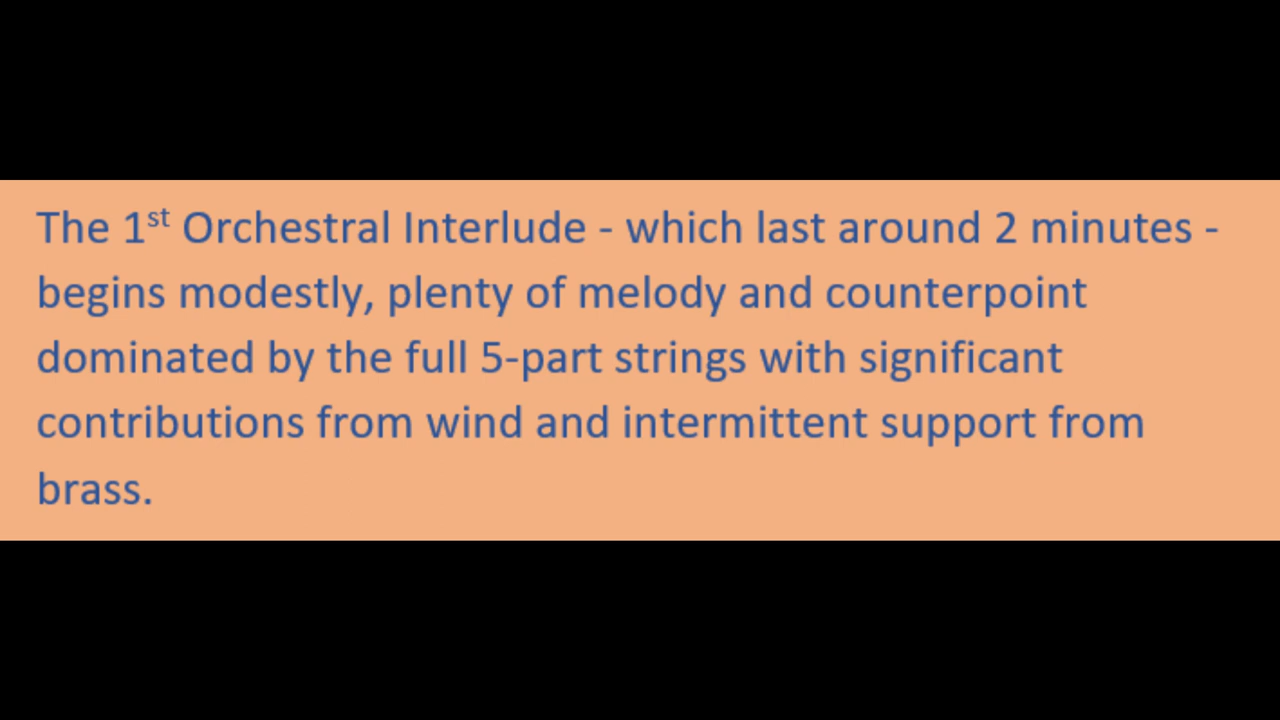 The 1st Orchestral Interlude - which last around 2 minutes -
begins modestly, plenty of melody and counterpoint
dominated by the full 5-part strings with significant
contributions from wind and intermittent support from
brass.